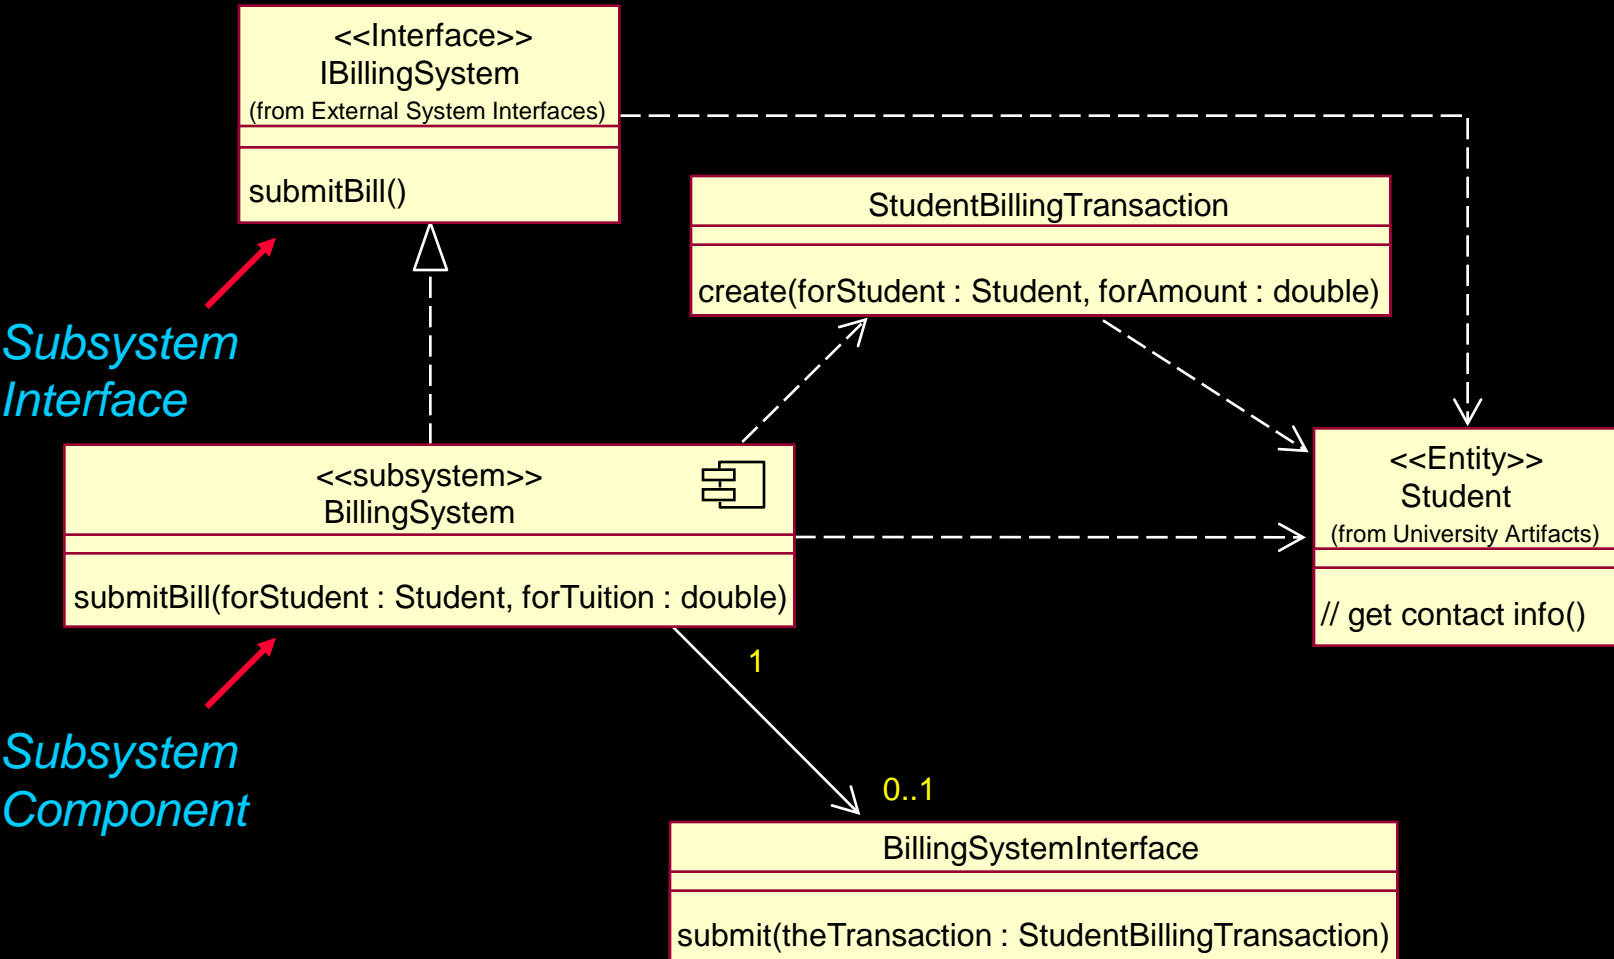 <<Interface>>
IBillingSystem
(from External System Interfaces)
submitBill()
StudentBillingTransaction
create(forStudent : Student, forAmount : double)
Subsystem
Interface
<<subsystem>>
BillingSystem
submitBill(forStudent : Student, forTuition : double)
<<Entity>>
Student
(from University Artifacts)
// get contact info()
1
Subsystem
Component
0..1
BillingSystemInterface
submit(theTransaction : StudentBillingTransaction)